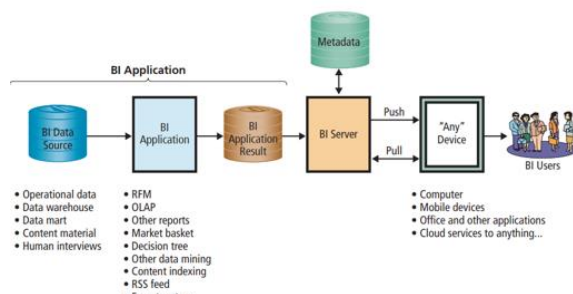 Metadata
BI Application
BI Data
Source
BI
Application
BI
Application
Result
BI Server
Push
Pull
"Any"
Device
BI Users
• Operational data
• Data warehouse
• Data mart
• Content material
• Human interviews
• RFM
• OLAP
• Other reports
• Market basket
• Decision tree
• Other data mining
• Content indexing
• RSS feed
• Computer
• Mobile devices
• Office and other applications
• Cloud services to anything...